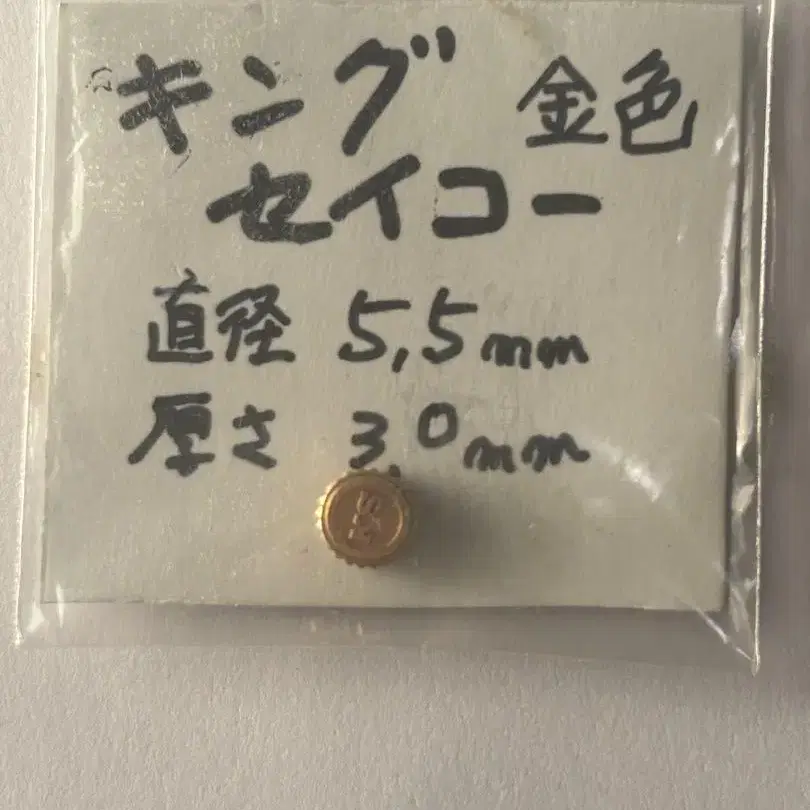 キング 金色
セイコー
直径 5,5mm
厚さ 3,0mm